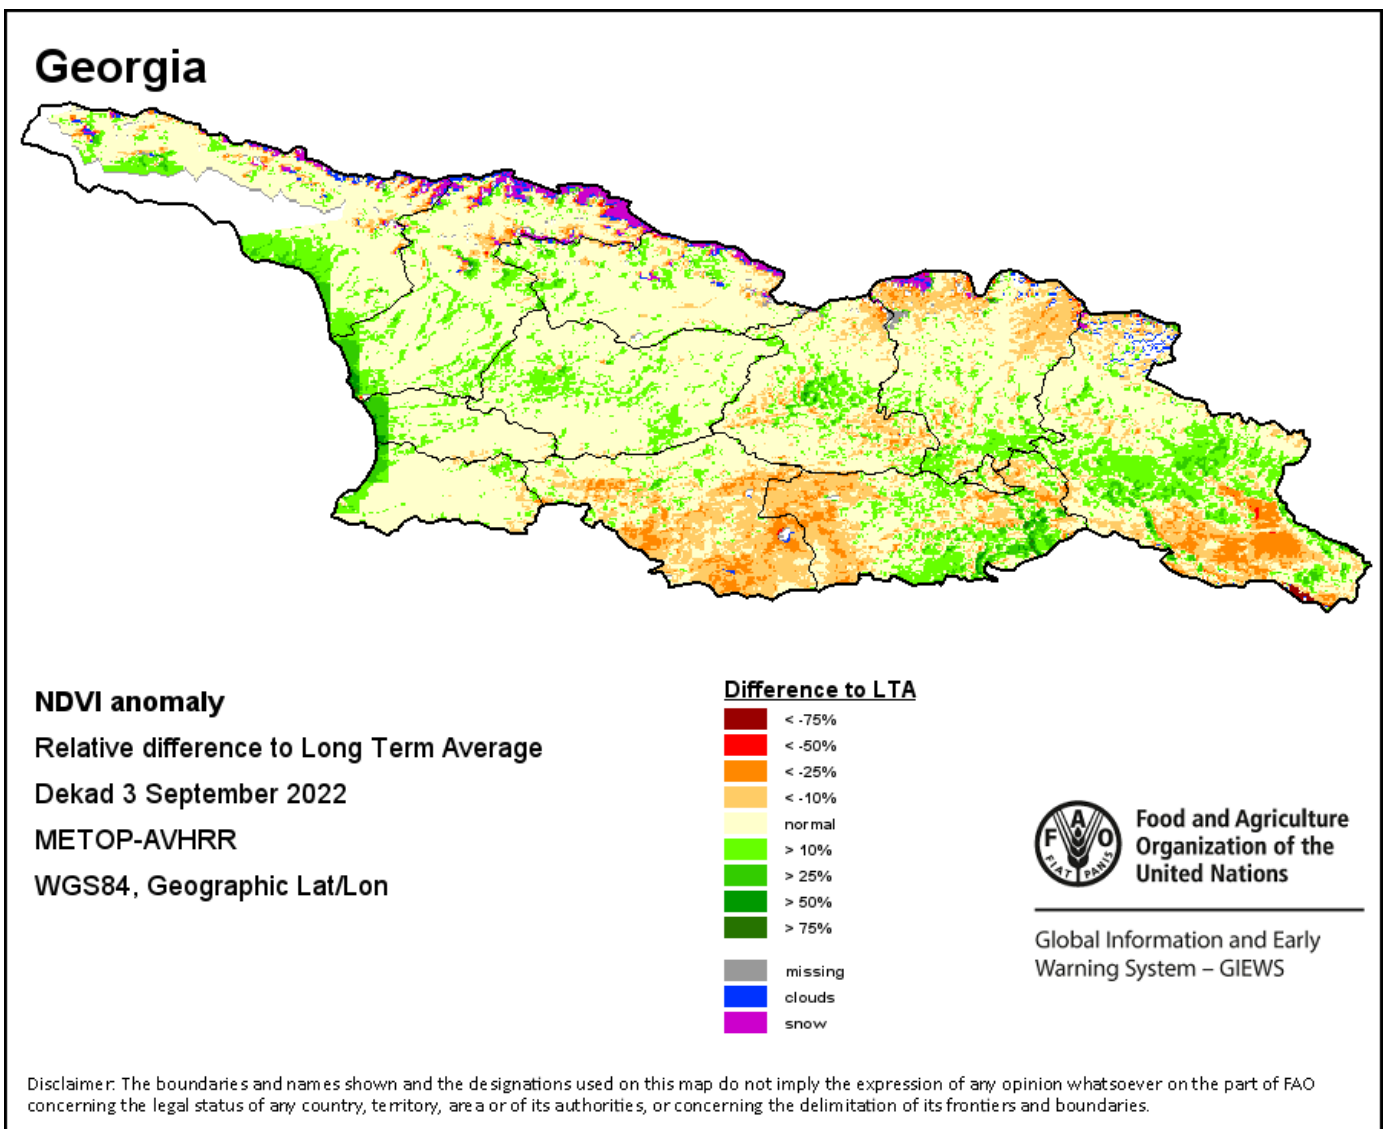 Georgia
NDVI anomaly
Relative difference to Long Term Average
Dekad 3 September 2022
METOP-AVHRR
WGS84, Geographic Lat/Lon
Difference to LTA
< -75%
< -50%
< -25%
< -10%
normal
> 10%
> 25%
> 50%
> 75%
missing
clouds
snow
F A O
FIAT PANIS
Food and Agriculture
Organization of the
United Nations
Global Information and Early
Warning System – GIEWS
Disclaimer: The boundaries and names shown and the designations used on this map do not imply the expression of any opinion whatsoever on the part of FAO
concerning the legal status of any country, territory, area or of its authorities, or concerning the delimitation of its frontiers and boundaries.